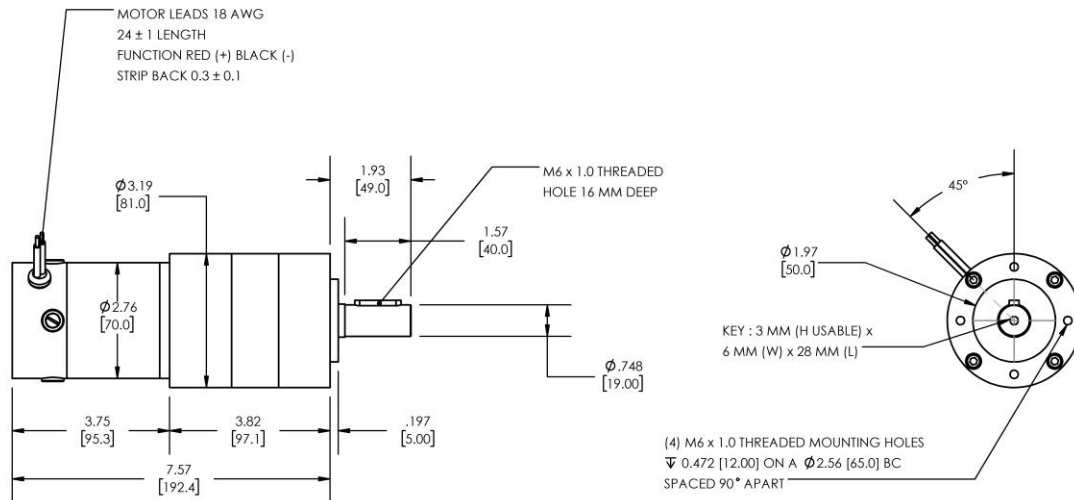 MOTOR LEADS 18 AWG
24 ± 1 LENGTH
FUNCTION RED (+) BLACK (-)
STRIP BACK 0.3 ± 0.1
1.93
[49.0]
M6 x 1.0 THREADED
HOLE 16 MM DEEP
Ø3.19
[81.0]
1.57
[40.0]
45°
Ø1.97
[50.0]
Ø2.76
[70.0]
KEY : 3 MM (H USABLE) x
6 MM (W) x 28 MM (L)
Ø.748
[19.00]
3.75
[95.3]
3.82
[97.1]
.197
[5.00]
7.57
[192.4]
(4) M6 x 1.0 THREADED MOUNTING HOLES
↧ 0.472 [12.00] ON A Ø2.56 [65.0] BC
SPACED 90° APART